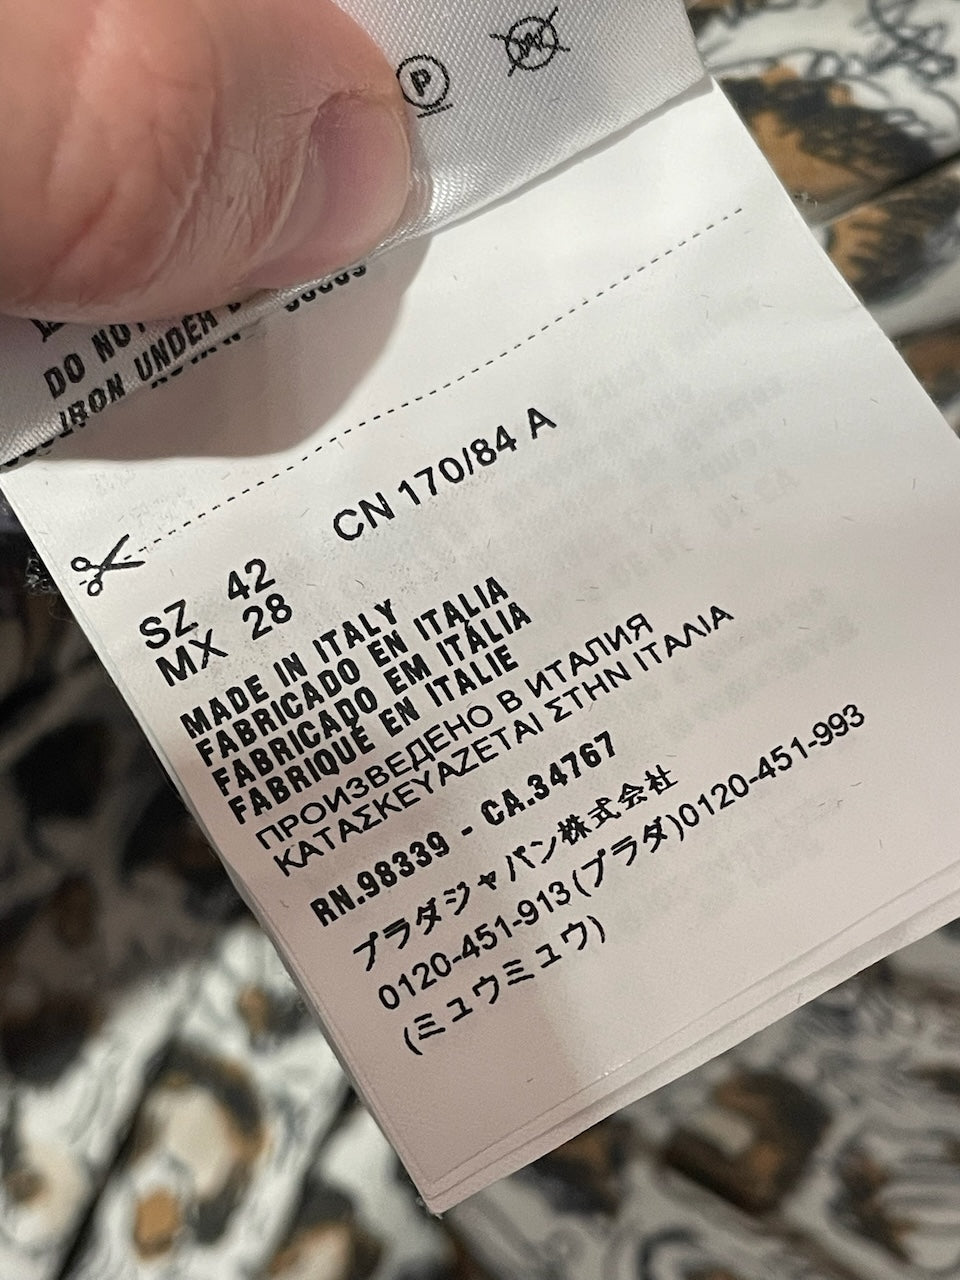 P
W
DO NOT
IRON UNDER
SZ 42 CN 170/84 A
MX 28
MADE IN ITALY
FABRICADO EN ITALIA
FABRICADO EM ITÁLIA
FABRIQUÉ EN ITALIE
ПРОИЗВЕДЕНО В ИТАЛИЯ
ΚΑΤΑΣΚΕΥΑΖΕΤΑΙ ΣΤΗΝ ΙΤΑΛΙΑ
RN.98339 - CA.34767
プラダジャパン株式会社
0120-451-913(プラダ)0120-451-993
(ミュウミュウ)